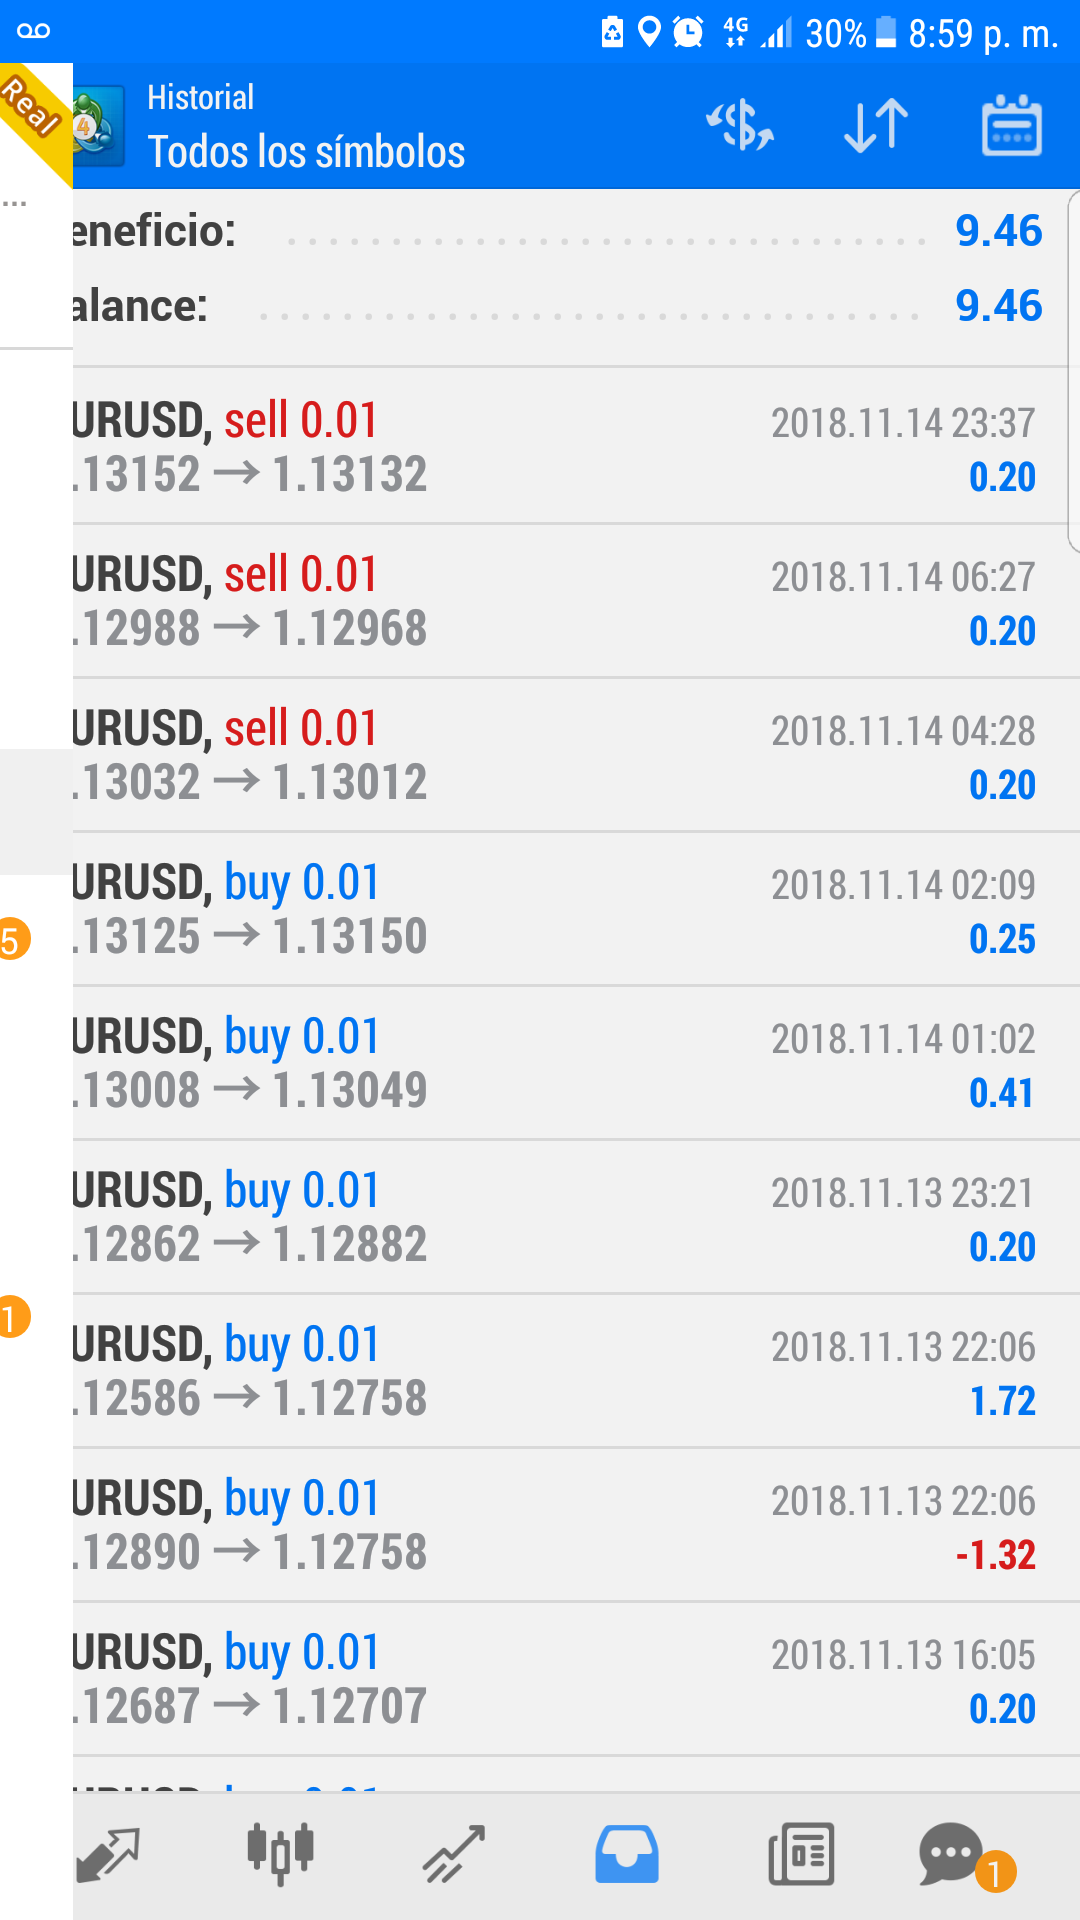 30% 8:59 p. m.
4G
Real
4
Historial
Todos los símbolos
...
eneficio: 9.46
alance: 9.46
URUSD, sell 0.01 2018.11.14 23:37
.13152 → 1.13132 0.20
URUSD, sell 0.01 2018.11.14 06:27
.12988 → 1.12968 0.20
URUSD, sell 0.01 2018.11.14 04:28
.13032 → 1.13012 0.20
URUSD, buy 0.01 2018.11.14 02:09
.13125 → 1.13150 0.25
5
URUSD, buy 0.01 2018.11.14 01:02
.13008 → 1.13049 0.41
URUSD, buy 0.01 2018.11.13 23:21
.12862 → 1.12882 0.20
1
URUSD, buy 0.01 2018.11.13 22:06
.12586 → 1.12758 1.72
URUSD, buy 0.01 2018.11.13 22:06
.12890 → 1.12758 -1.32
URUSD, buy 0.01 2018.11.13 16:05
.12687 → 1.12707 0.20
1